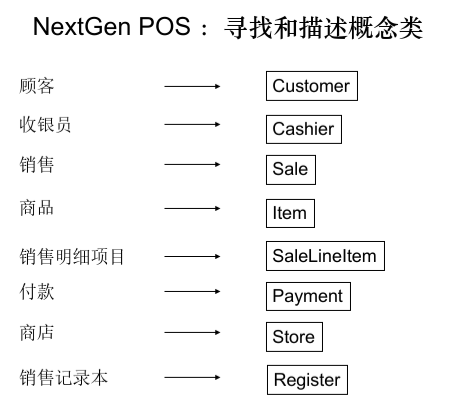 NextGen POS：寻找和描述概念类
顾客 Customer
收银员 Cashier
销售 Sale
商品 Item
销售明细项目 SaleLineItem
付款 Payment
商店 Store
销售记录本 Register